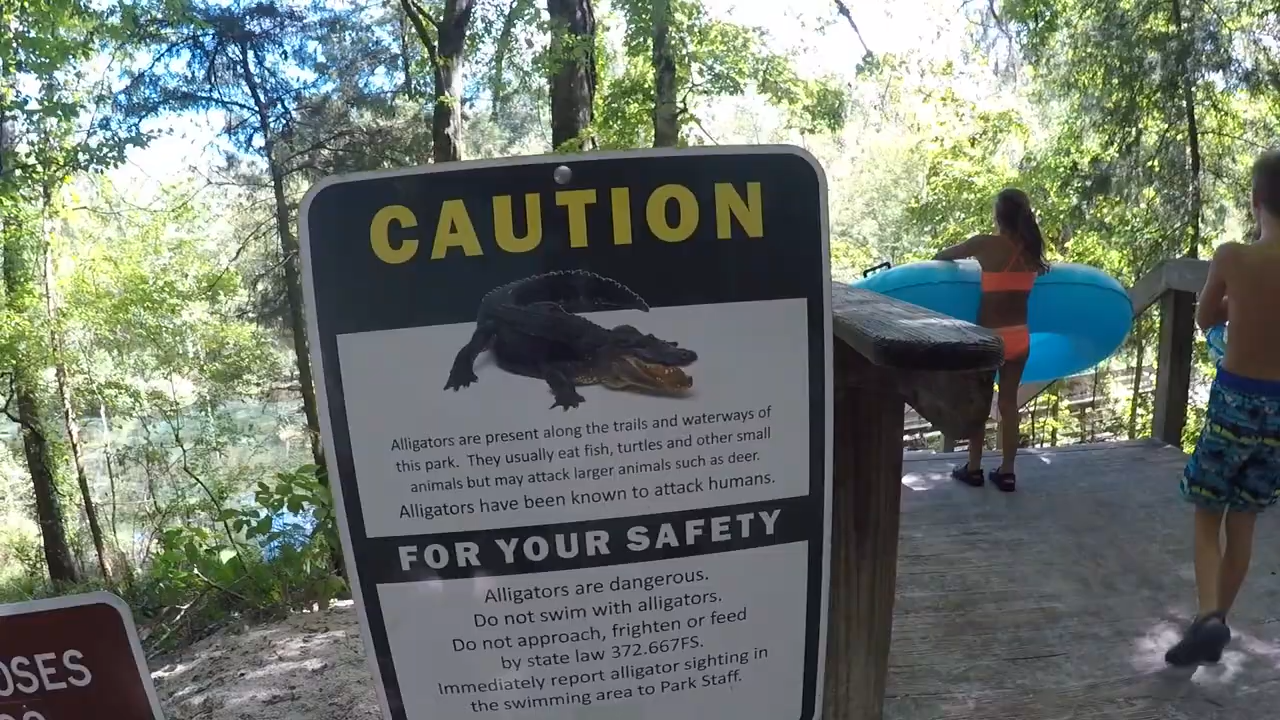 CAUTION
Alligators are present along the trails and waterways of
this park. They usually eat fish, turtles and other small
animals but may attack larger animals such as deer.
Alligators have been known to attack humans.
FOR YOUR SAFETY
Alligators are dangerous.
Do not swim with alligators.
Do not approach, frighten or feed
by state law 372.667FS.
Immediately report alligator sighting in
the swimming area to Park Staff.
OSES